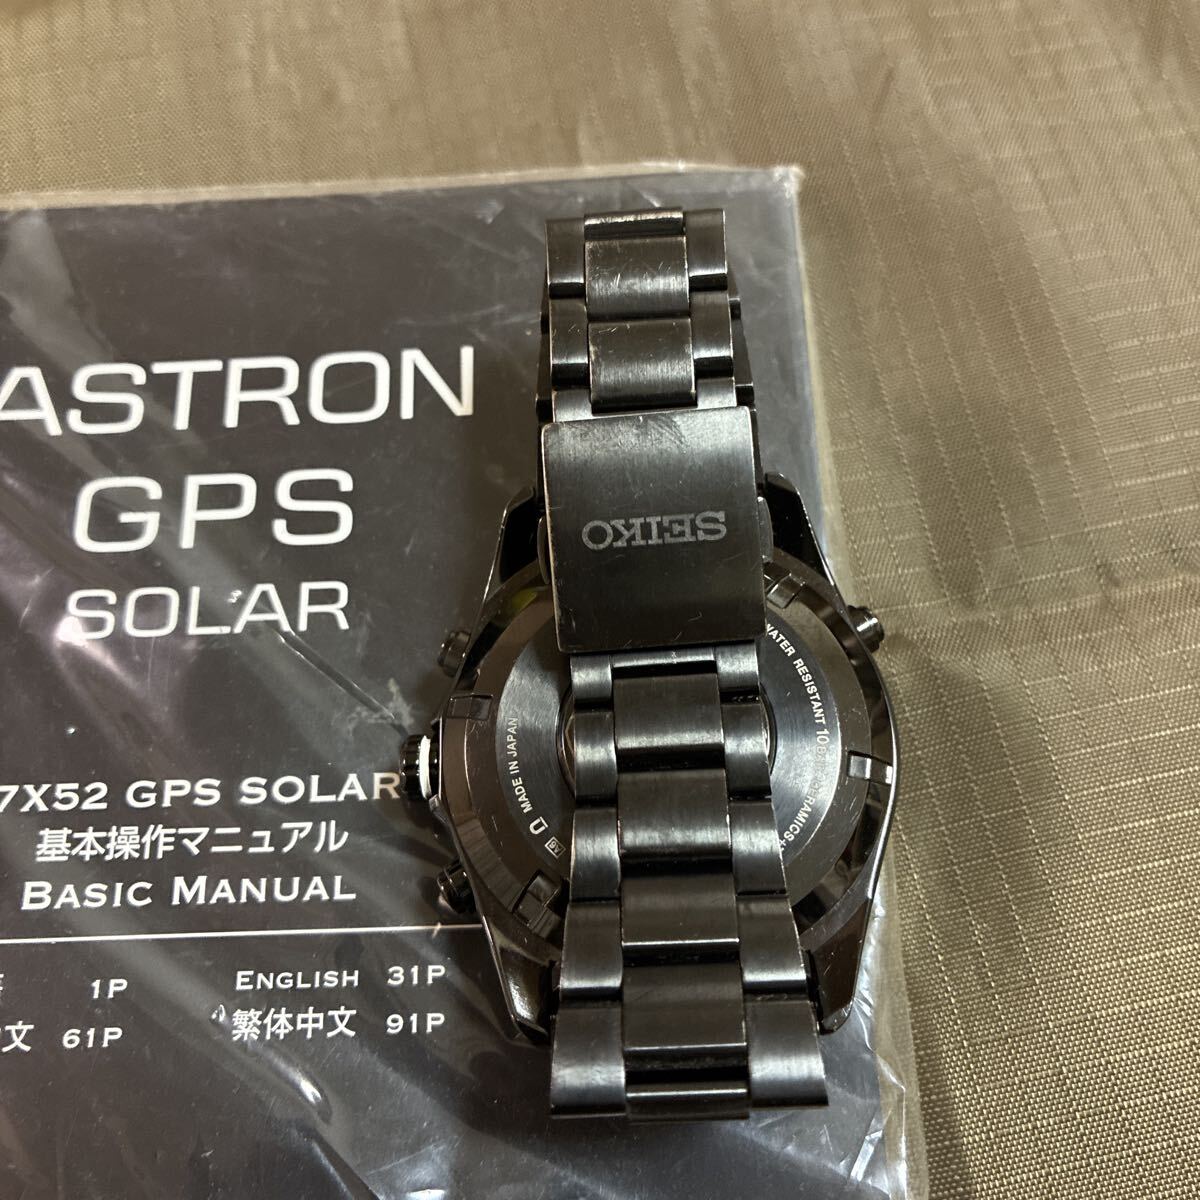 ASTRON
GPS
SOLAR
7X52 GPS SOLAR
基本操作マニュアル
BASIC MANUAL
1P
ENGLISH 31P
文 61P
繁体中文 91P
SEIKO
WATER RESISTANT 10BAR
CERAMICS+
MADE IN JAPAN